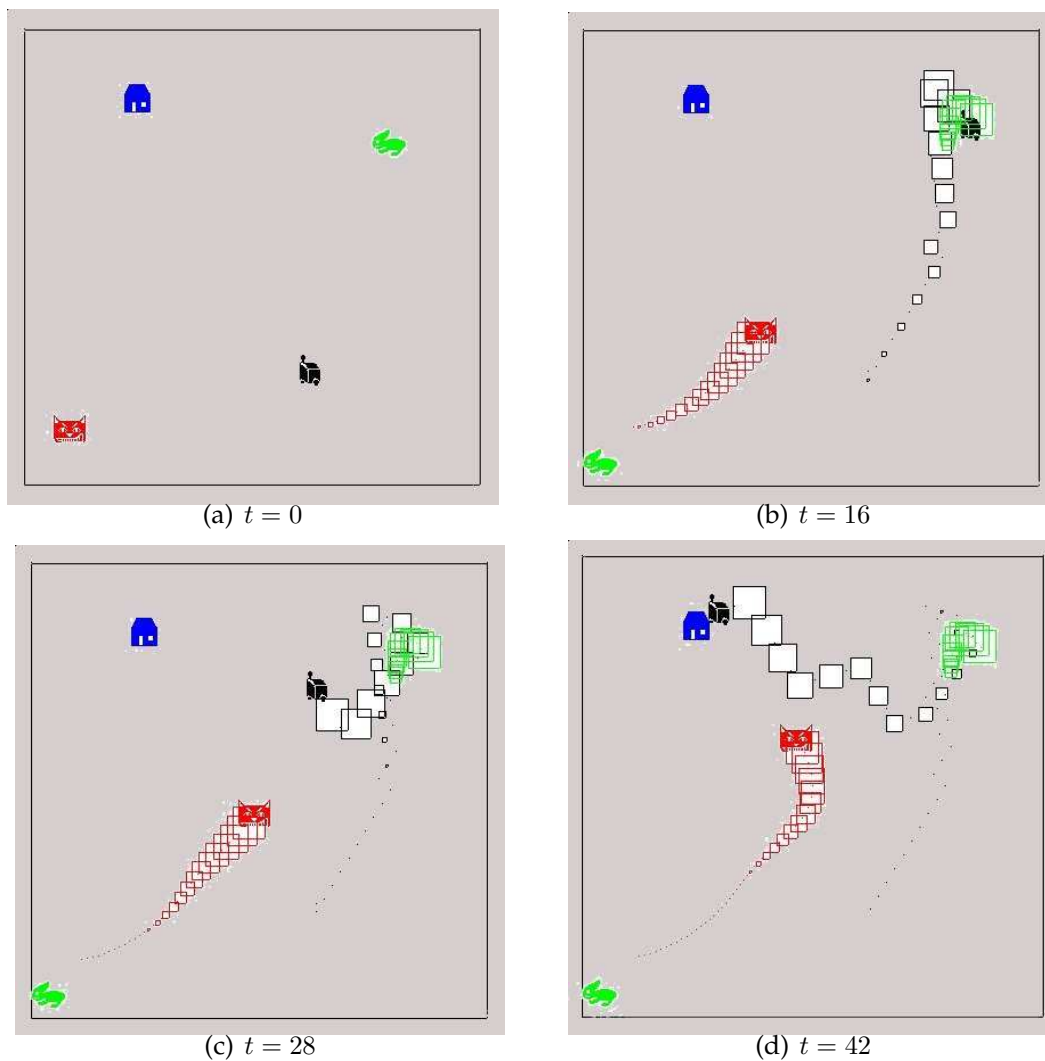 (a) t = 0
(b) t = 16
(c) t = 28
(d) t = 42